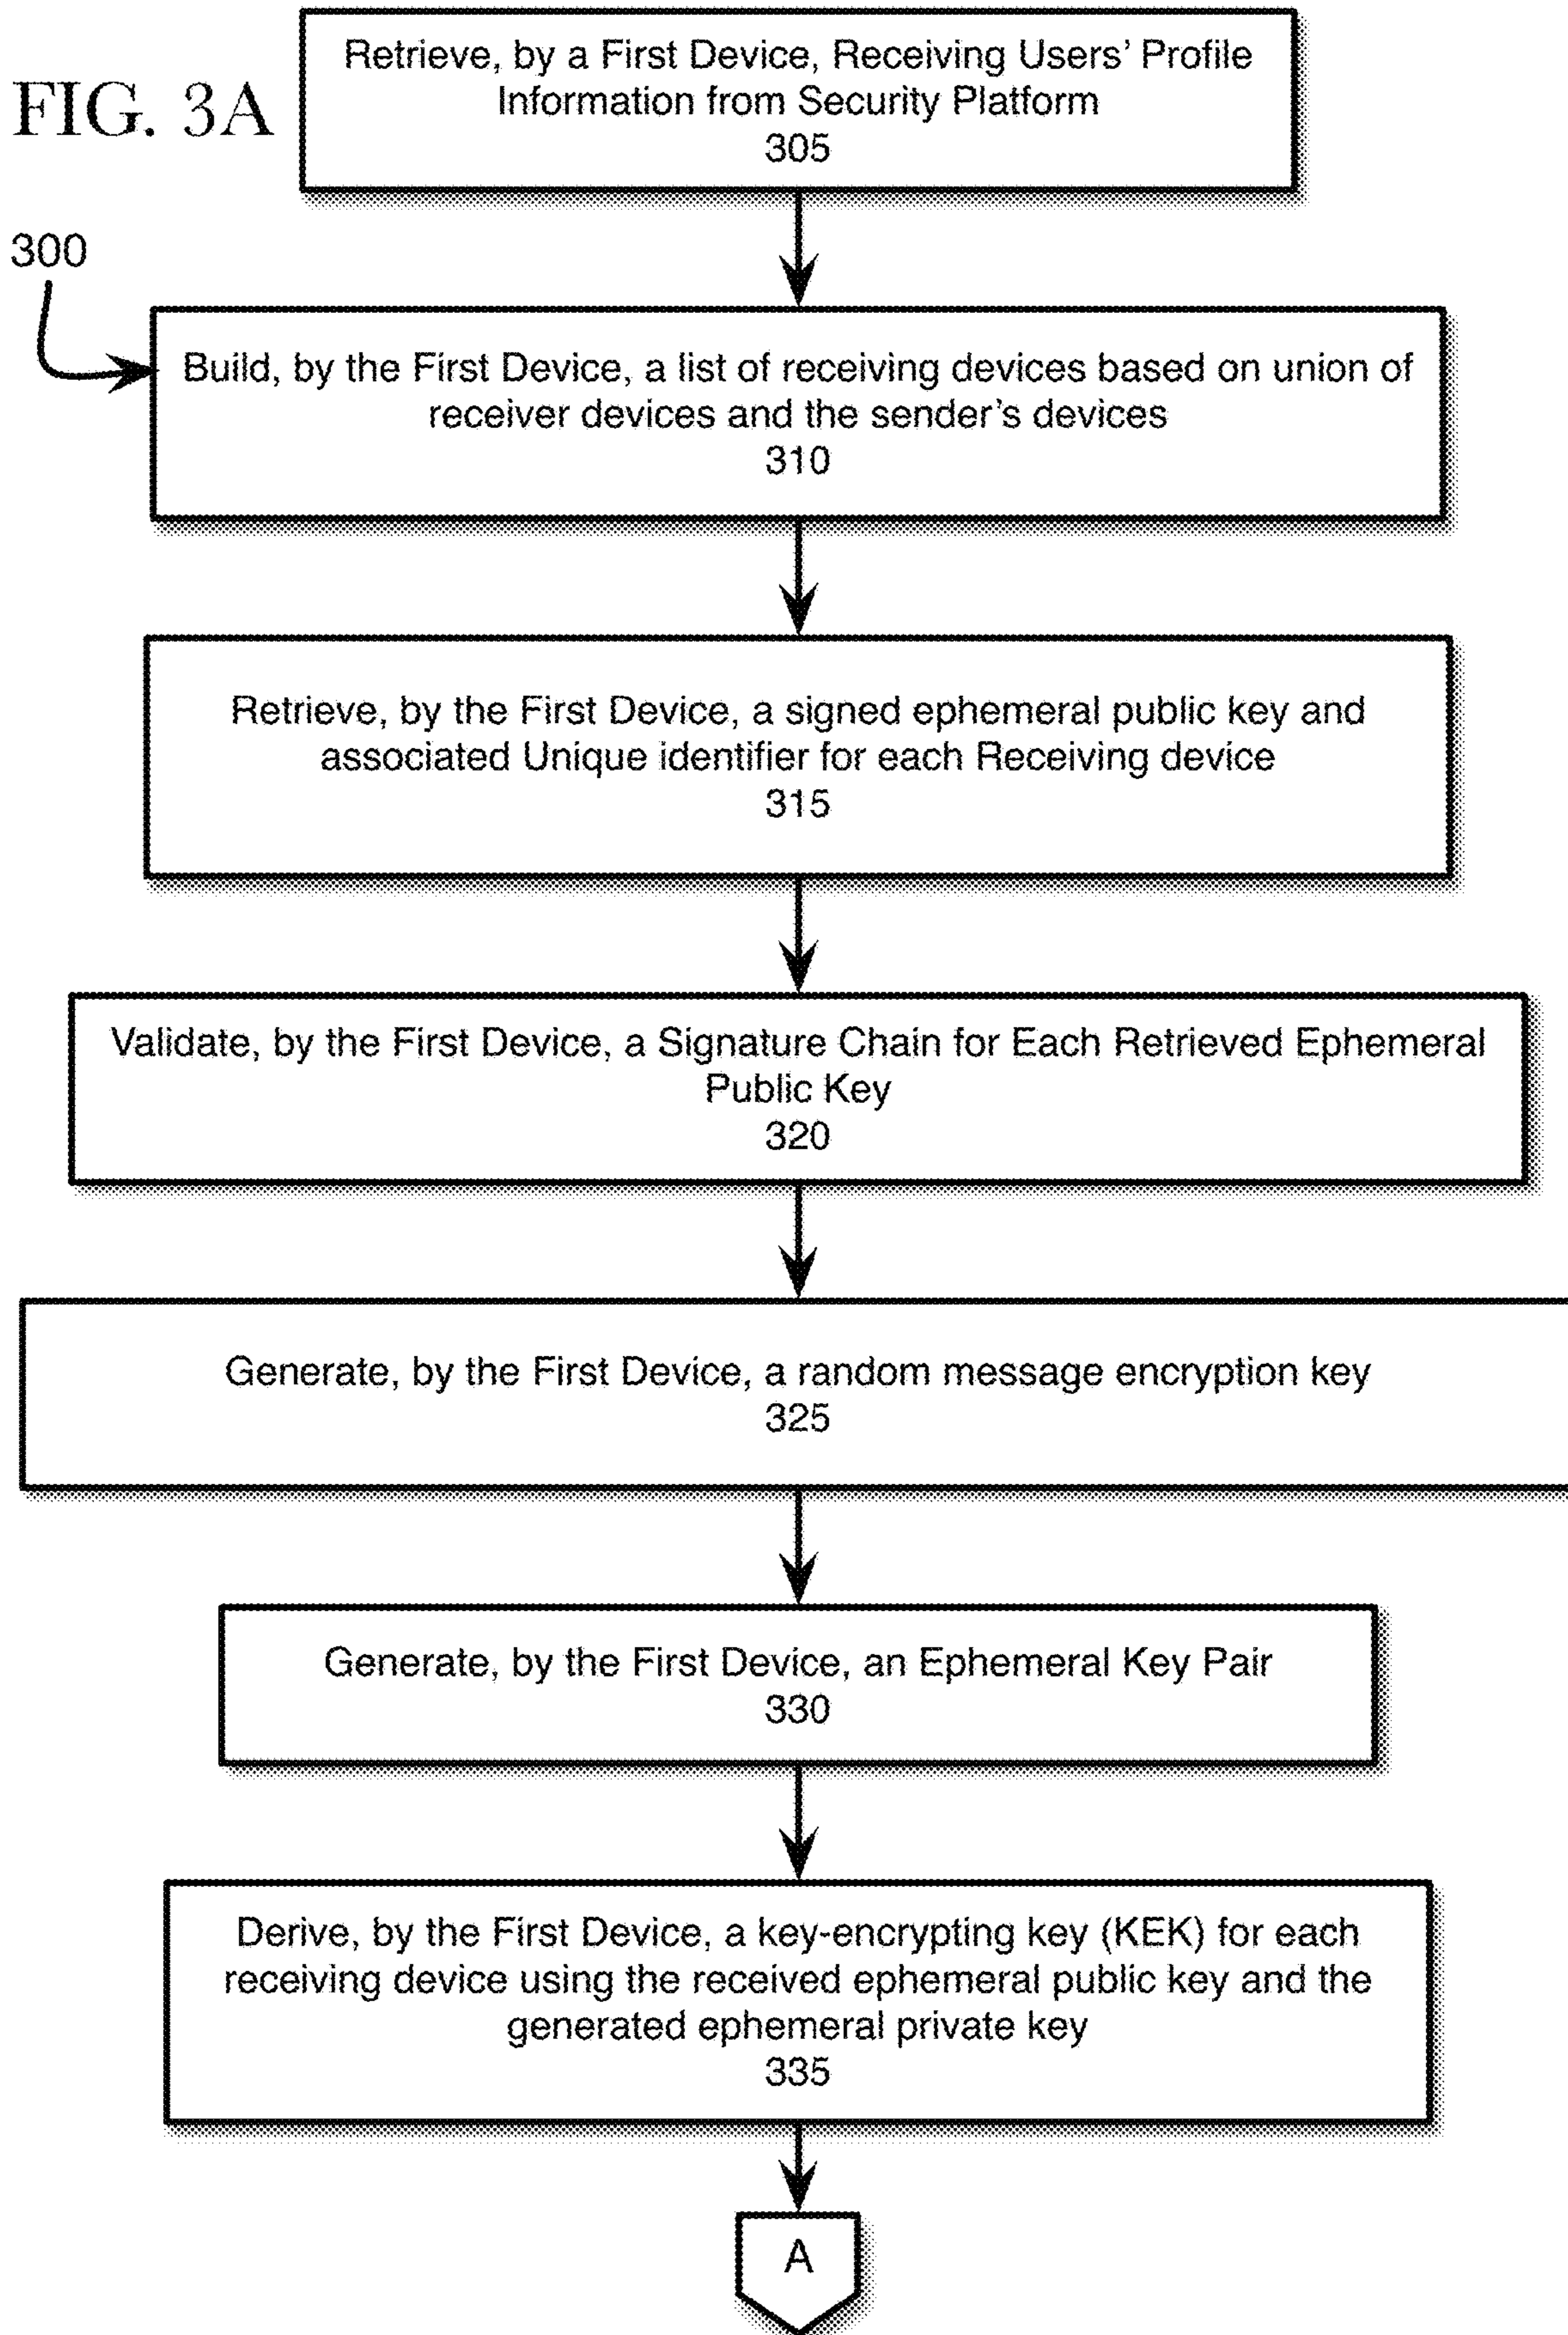 FIG. 3A
Retrieve, by a First Device, Receiving Users’ Profile
Information from Security Platform
305
300
Build, by the First Device, a list of receiving devices based on union of
receiver devices and the sender’s devices
310
Retrieve, by the First Device, a signed ephemeral public key and
associated Unique identifier for each Receiving device
315
Validate, by the First Device, a Signature Chain for Each Retrieved Ephemeral
Public Key
320
Generate, by the First Device, a random message encryption key
325
Generate, by the First Device, an Ephemeral Key Pair
330
Derive, by the First Device, a key-encrypting key (KEK) for each
receiving device using the received ephemeral public key and the
generated ephemeral private key
335
A